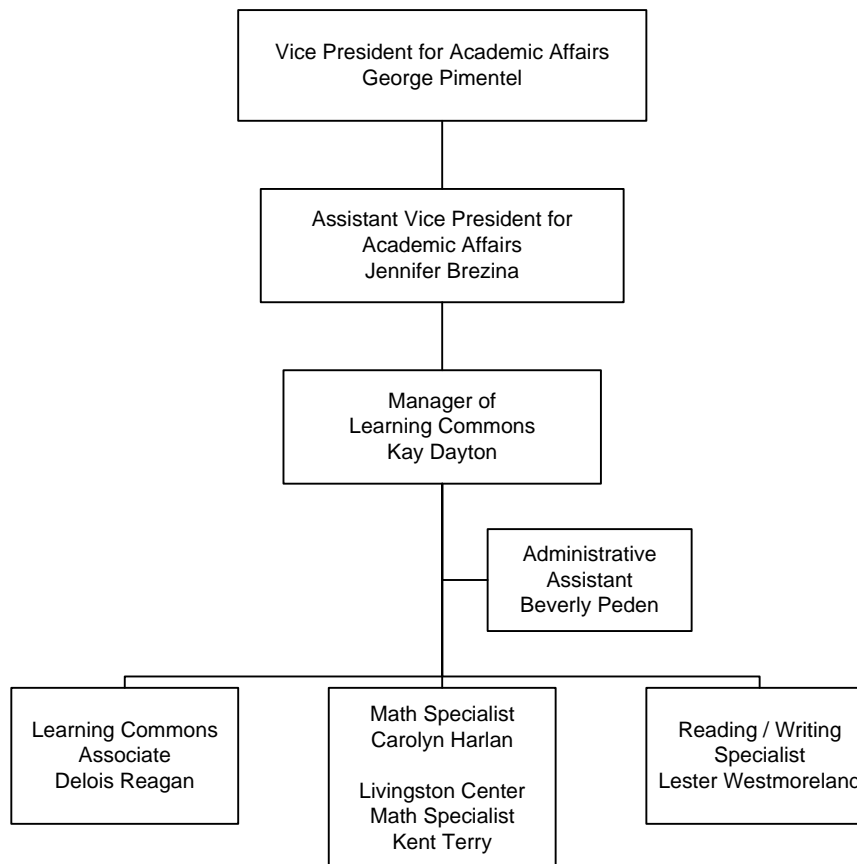 Vice President for Academic Affairs
George Pimentel
Assistant Vice President for
Academic Affairs
Jennifer Brezina
Manager of
Learning Commons
Kay Dayton
Administrative
Assistant
Beverly Peden
Learning Commons
Associate
Delois Reagan
Math Specialist
Carolyn Harlan
Livingston Center
Math Specialist
Kent Terry
Reading / Writing
Specialist
Lester Westmoreland